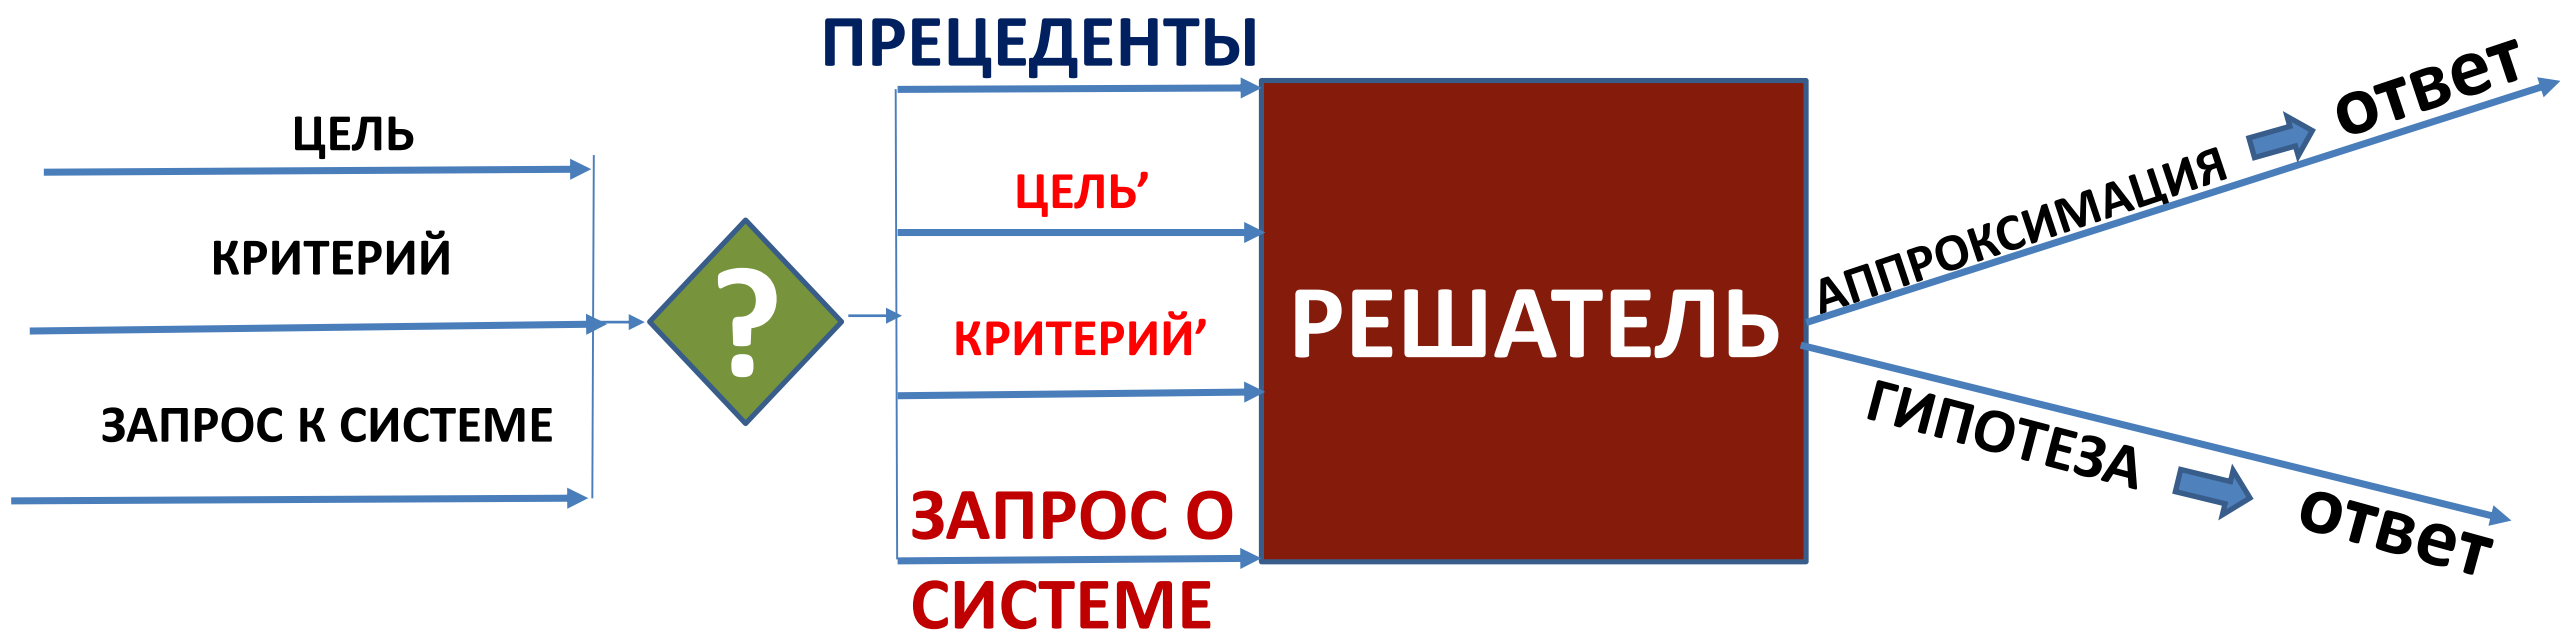 ЦЕЛЬ
КРИТЕРИЙ
ЗАПРОС К СИСТЕМЕ
?
ПРЕЦЕДЕНТЫ
ЦЕЛЬ’
КРИТЕРИЙ’
ЗАПРОС О
СИСТЕМЕ
РЕШАТЕЛЬ
АППРОКСИМАЦИЯ
ответ
ГИПОТЕЗА
ответ